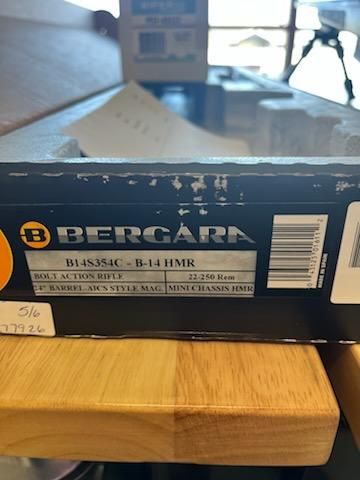 BERGARA
B14S354C - B-14 HMR
BOLT ACTION RIFLE
22-250 Rem
24" BARREL AICS STYLE MAG.
MINI CHASSIS HMR
MADE IN SPAIN
516
77926